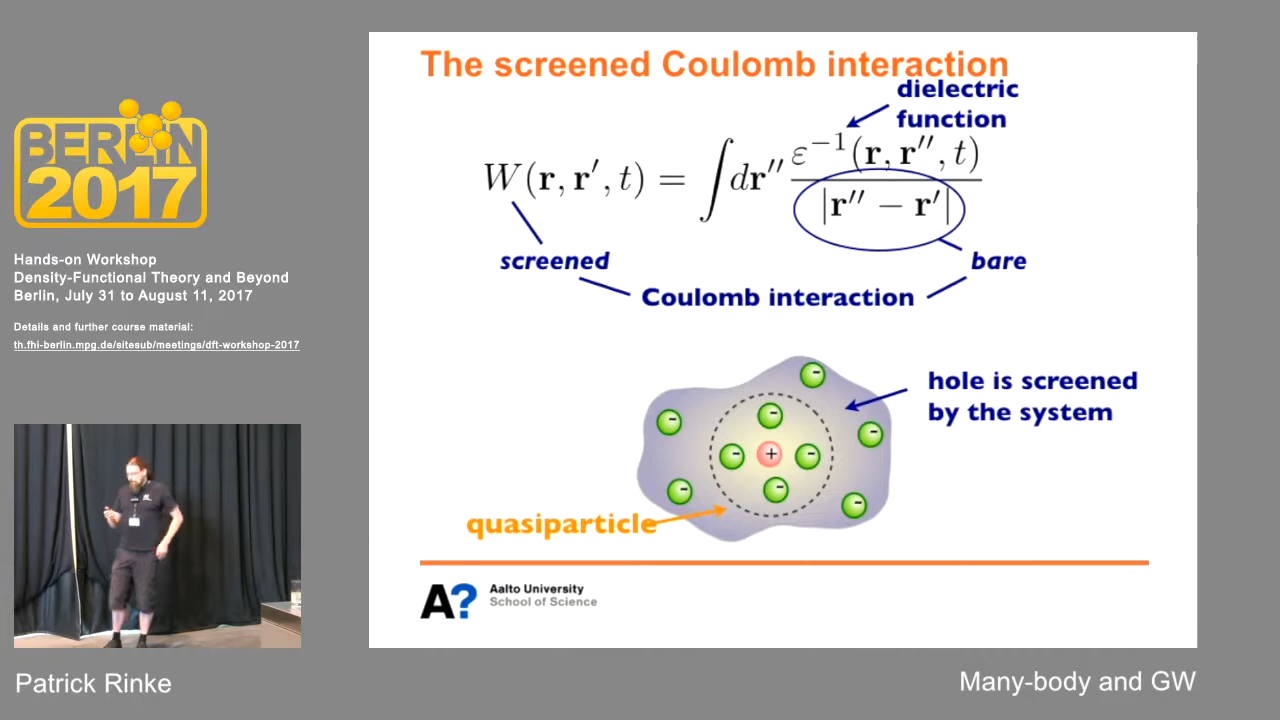 BERLIN
2017
Hands-on Workshop
Density-Functional Theory and Beyond
Berlin, July 31 to August 11, 2017
Details and further course material:
th.fhi-berlin.mpg.de/sitesub/meetings/dft-workshop-2017
Patrick Rinke
The screened Coulomb interaction
dielectric
function
W(r, r′, t) = ∫dr″ ε⁻¹(r, r″, t)
|r″ − r′|
screened
bare
Coulomb interaction
hole is screened
by the system
- - - - + - - - - -
quasiparticle
A?
Aalto University
School of Science
Many-body and GW